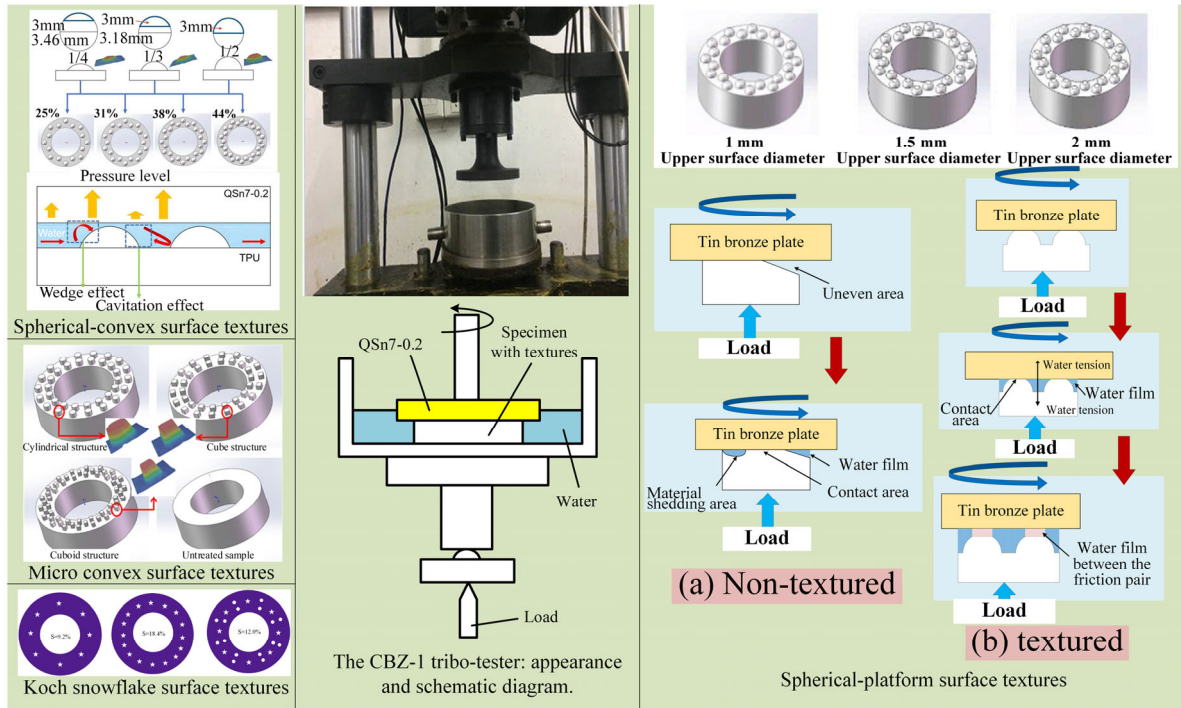 3mm
3.46 mm
1/4
3mm
3.18mm
1/3
3mm
1/2
25%
31%
38%
44%
Pressure level
QSn7-0.2
Water
TPU
Wedge effect
Cavitation effect
Spherical-convex surface textures
Cylindrical structure
Cube structure
Cuboid structure
Untreated sample
Micro convex surface textures
S=9.2%
S=18.4%
S=12.0%
Koch snowflake surface textures
QSn7-0.2
Specimen
with textures
Water
Load
The CBZ-1 tribo-tester: appearance
and schematic diagram.
1 mm
Upper surface diameter
1.5 mm
Upper surface diameter
2 mm
Upper surface diameter
Tin bronze plate
Uneven area
Load
Tin bronze plate
Water film
Material
shedding area
Contact area
Load
(a) Non-textured
Tin bronze plate
Load
Tin bronze plate
Water tension
Water film
Contact
area
Water tension
Load
Tin bronze plate
Water film
between the
friction pair
Load
(b) textured
Spherical-platform surface textures